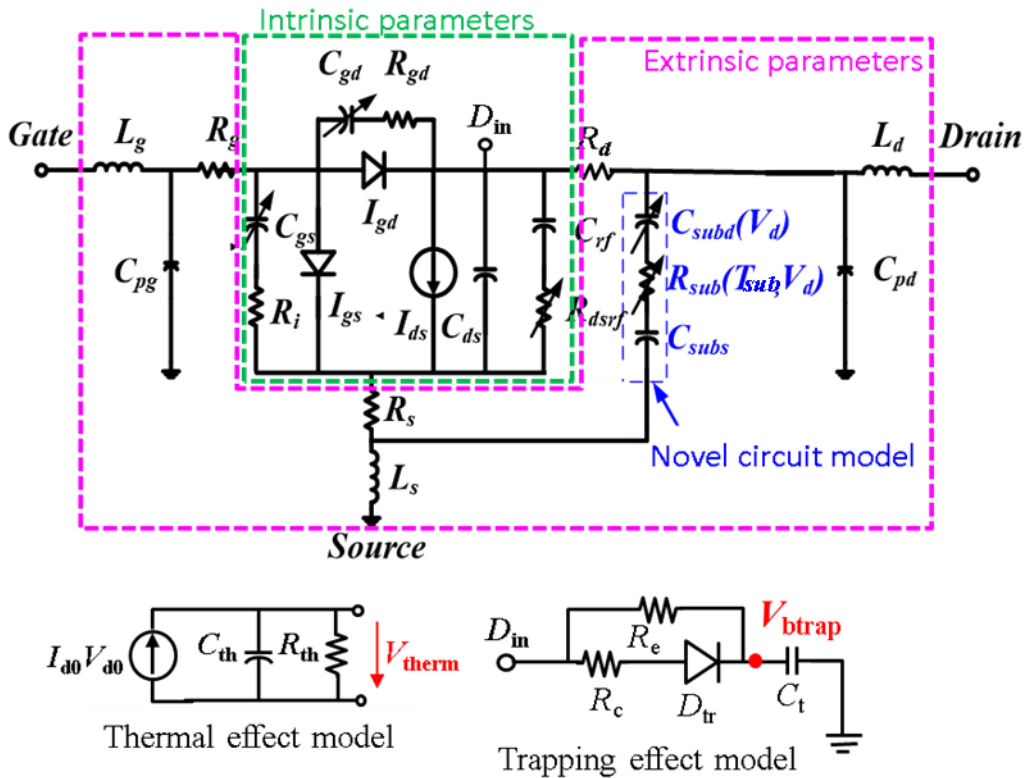 Intrinsic parameters
Extrinsic parameters
C_gd R_gd
D_in
Gate
L_g
R_g
R_d
L_d
Drain
I_gd
C_gs
C_rf
C_subd(V_d)
C_pg
R_sub(T_sub,V_d)
C_pd
R_i
I_gs
I_ds
C_ds
R_dsrf
C_subs
R_s
Novel circuit model
L_s
Source
I_d0V_d0
C_th
R_th
V_therm
Thermal effect model
D_in
R_e
V_btrap
R_c
D_tr
C_t
Trapping effect model